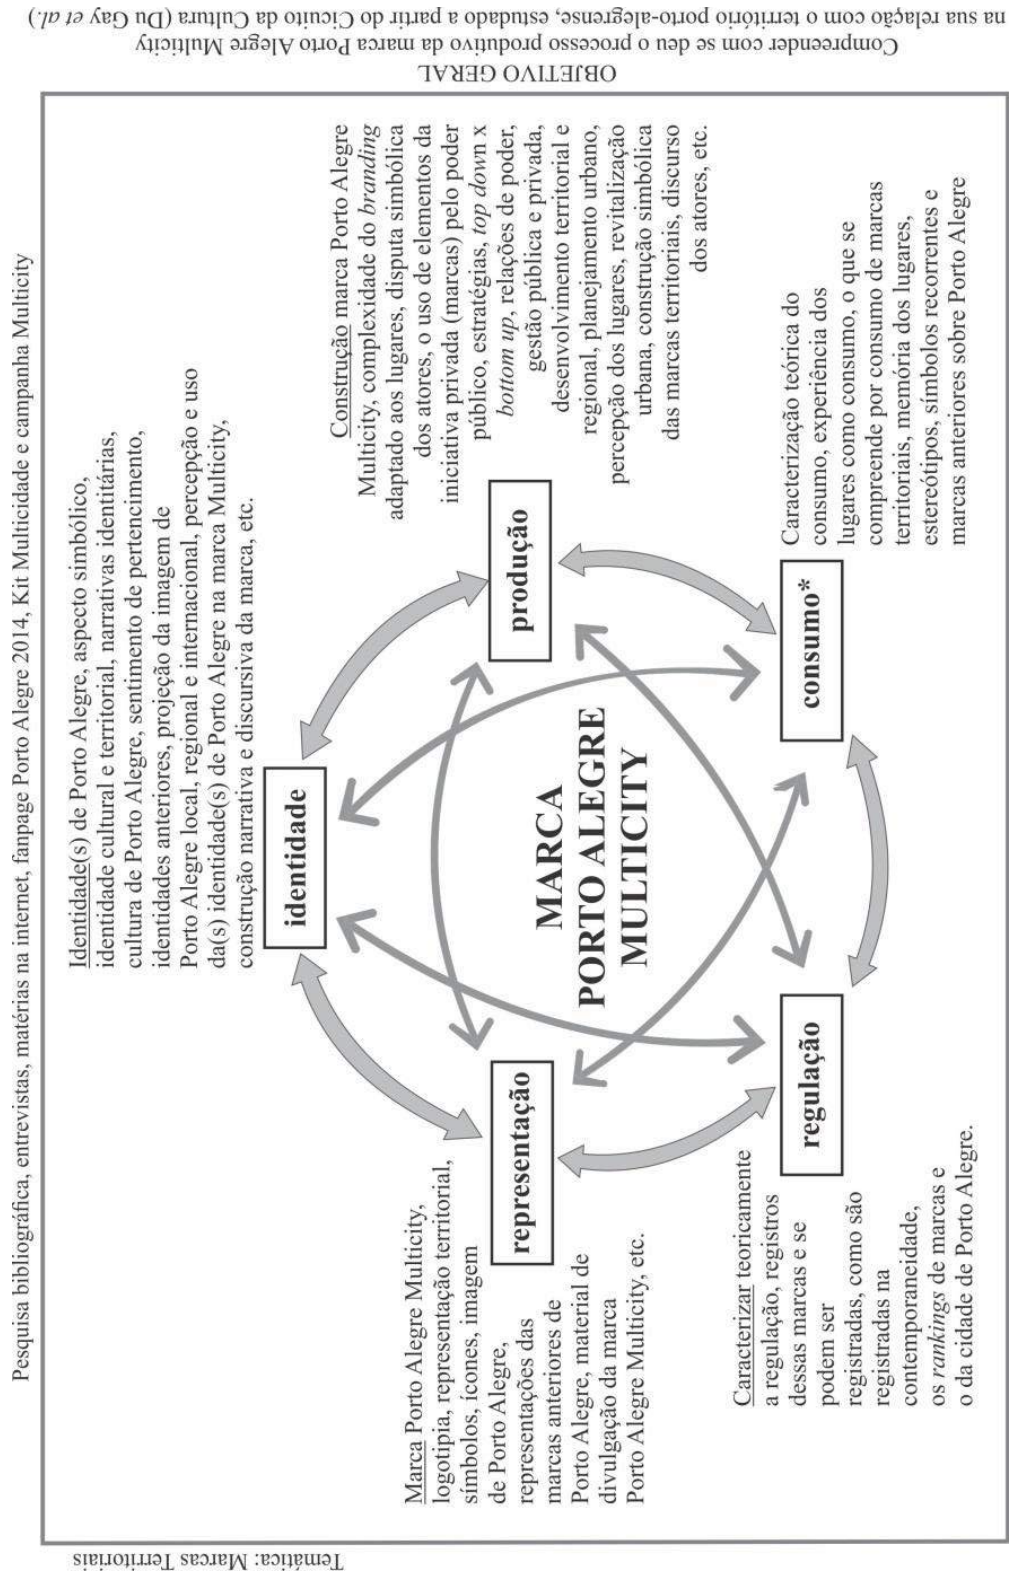 Pesquisa bibliográfica, entrevistas, matérias na internet, fanpage Porto Alegre 2014, Kit Multicidade e campanha Multicity
Temática: Marcas Territoriais
OBJETIVO GERAL
Compreender com se deu o processo produtivo da marca Porto Alegre Multicity
na sua relação com o território porto-alegrense, estudado a partir do Cicuito da Cultura (Du Gay et al.)
Identidade(s) de Porto Alegre, aspecto simbólico,
identidade cultural e territorial, narrativas identitárias,
cultura de Porto Alegre, sentimento de pertencimento,
identidades anteriores, projeção da imagem de
Porto Alegre local, regional e internacional, percepção e uso
da(s) identidade(s) de Porto Alegre na marca Multicity,
construção narrativa e discursiva da marca, etc.
identidade
Marca Porto Alegre Multicity,
logotipia, representação territorial,
símbolos, ícones, imagem
de Porto Alegre,
representações das
marcas anteriores de
Porto Alegre, material de
divulgação da marca
Porto Alegre Multicity, etc.
representação
MARCA
PORTO ALEGRE
MULTICITY
produção
Construção marca Porto Alegre
Multicity, complexidade do branding
adaptado aos lugares, disputa simbólica
dos atores, o uso de elementos da
iniciativa privada (marcas) pelo poder
público, estratégias, top down x
bottom up, relações de poder,
gestão pública e privada,
desenvolvimento territorial e
regional, planejamento urbano,
percepção dos lugares, revitalização
urbana, construção simbólica
das marcas territoriais, discurso
dos atores, etc.
Caracterizar teoricamente
a regulação, registros
dessas marcas e se
podem ser
registradas, como são
registradas na
contemporaneidade,
os rankings de marcas e
o da cidade de Porto Alegre.
regulação
consumo*
Caracterização teórica do
consumo, experiência dos
lugares como consumo, o que se
compreende por consumo de marcas
territoriais, memória dos lugares,
estereótipos, símbolos recorrentes e
marcas anteriores sobre Porto Alegre